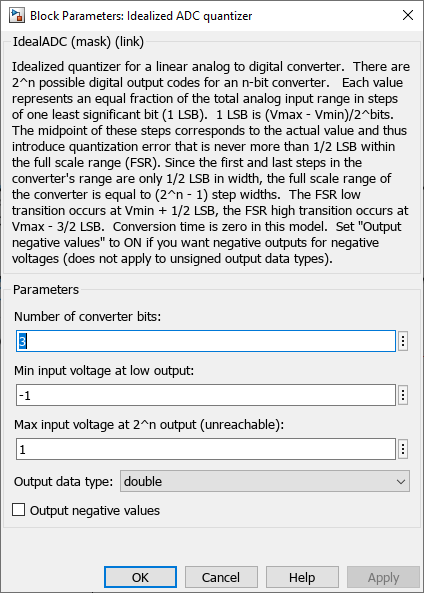 Block Parameters: Idealized ADC quantizer
IdealADC (mask) (link)
Idealized quantizer for a linear analog to digital converter.  There are
2^n possible digital output codes for an n-bit converter.   Each value
represents an equal fraction of the total analog input range in steps
of one least significant bit (1 LSB).  1 LSB is (Vmax - Vmin)/2^bits.
The midpoint of these steps corresponds to the actual value and thus
introduce quantization error that is never more than 1/2 LSB within
the full scale range (FSR). Since the first and last steps in the
converter's range are only 1/2 LSB in width, the full scale range of
the converter is equal to (2^n - 1) step widths.  The FSR low
transition occurs at Vmin + 1/2 LSB, the FSR high transition occurs at
Vmax - 3/2 LSB.  Conversion time is zero in this model.  Set "Output
negative values" to ON if you want negative outputs for negative
voltages (does not apply to unsigned output data types).
Parameters
Number of converter bits:
3
Min input voltage at low output:
-1
Max input voltage at 2^n output (unreachable):
1
Output data type: double
Output negative values
OK Cancel Help Apply